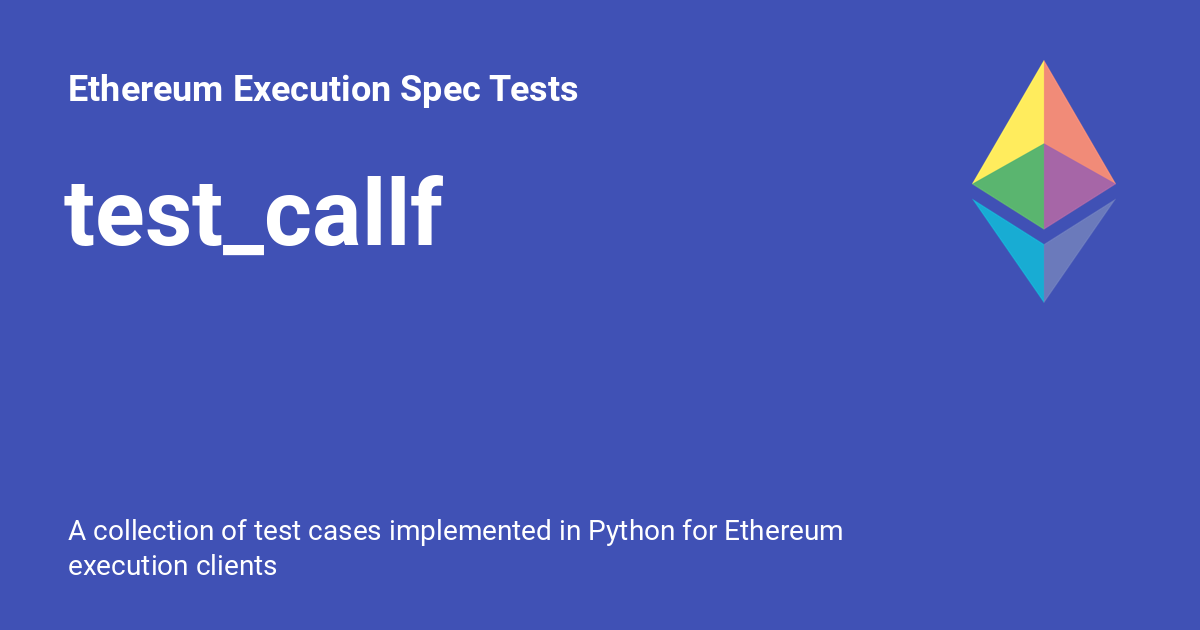 Ethereum Execution Spec Tests
test_callf
A collection of test cases implemented in Python for Ethereum
execution clients